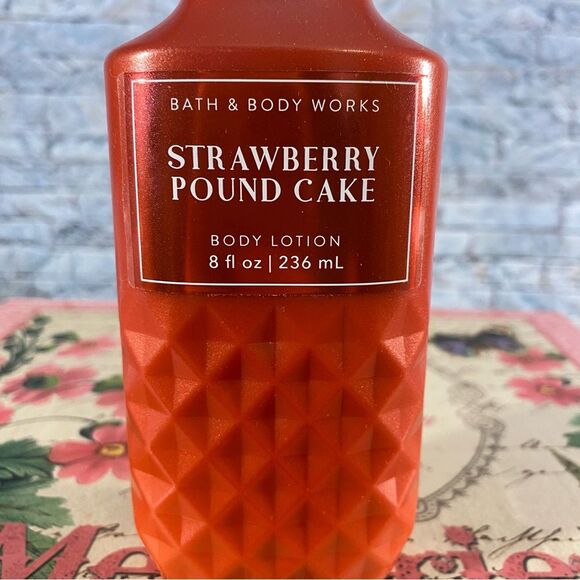 BATH & BODY WORKS
STRAWBERRY
POUND CAKE
BODY LOTION
8 fl oz | 236 mL